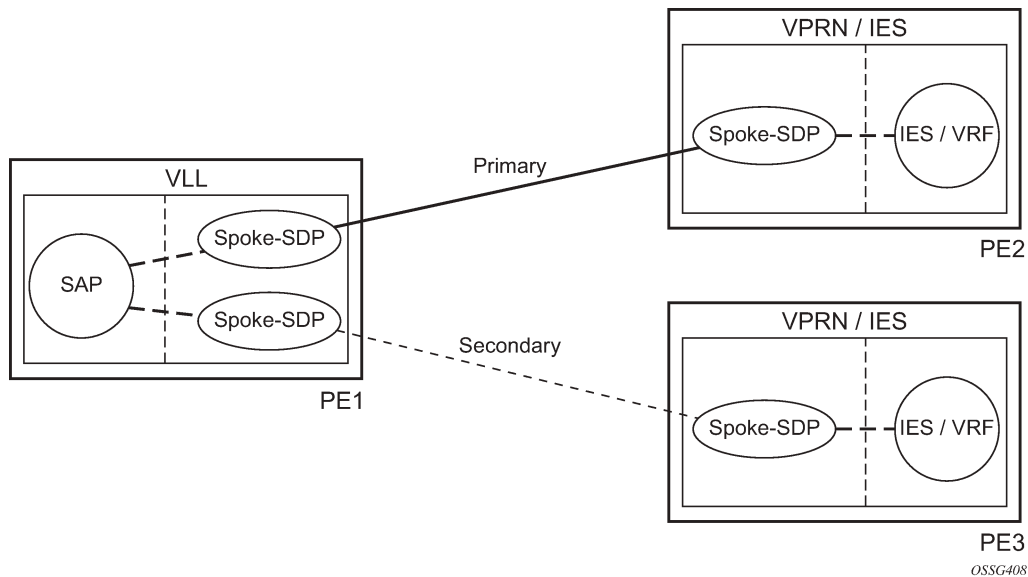 VPRN / IES
Spoke-SDP
IES / VRF
PE2
Primary
VLL
SAP
Spoke-SDP
Spoke-SDP
PE1
Secondary
VPRN / IES
Spoke-SDP
IES / VRF
PE3
OSSG408